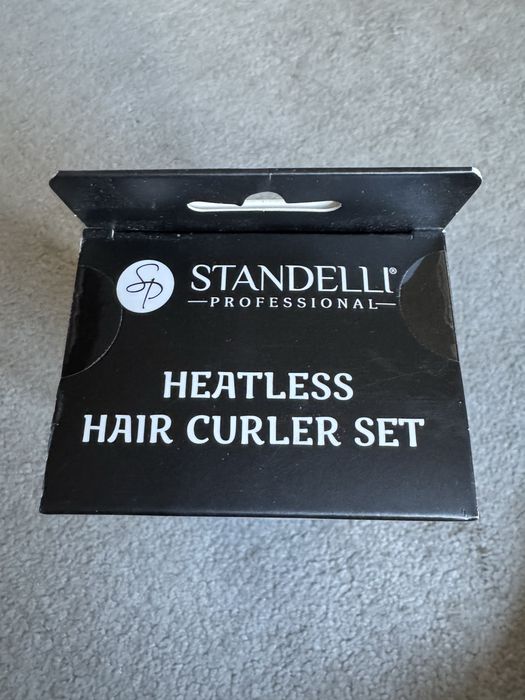 SP STANDELLI®
PROFESSIONAL
HEATLESS
HAIR CURLER SET